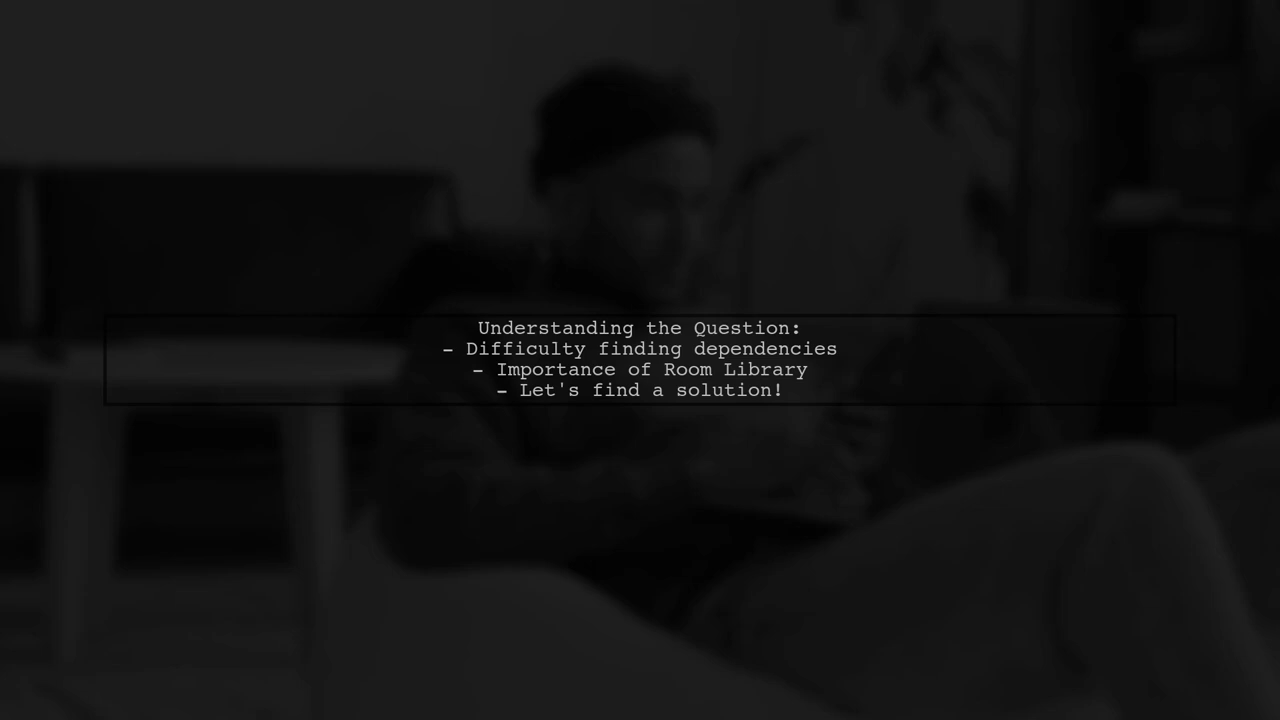 Understanding the Question:
– Difficulty finding dependencies
– Importance of Room Library
– Let's find a solution!